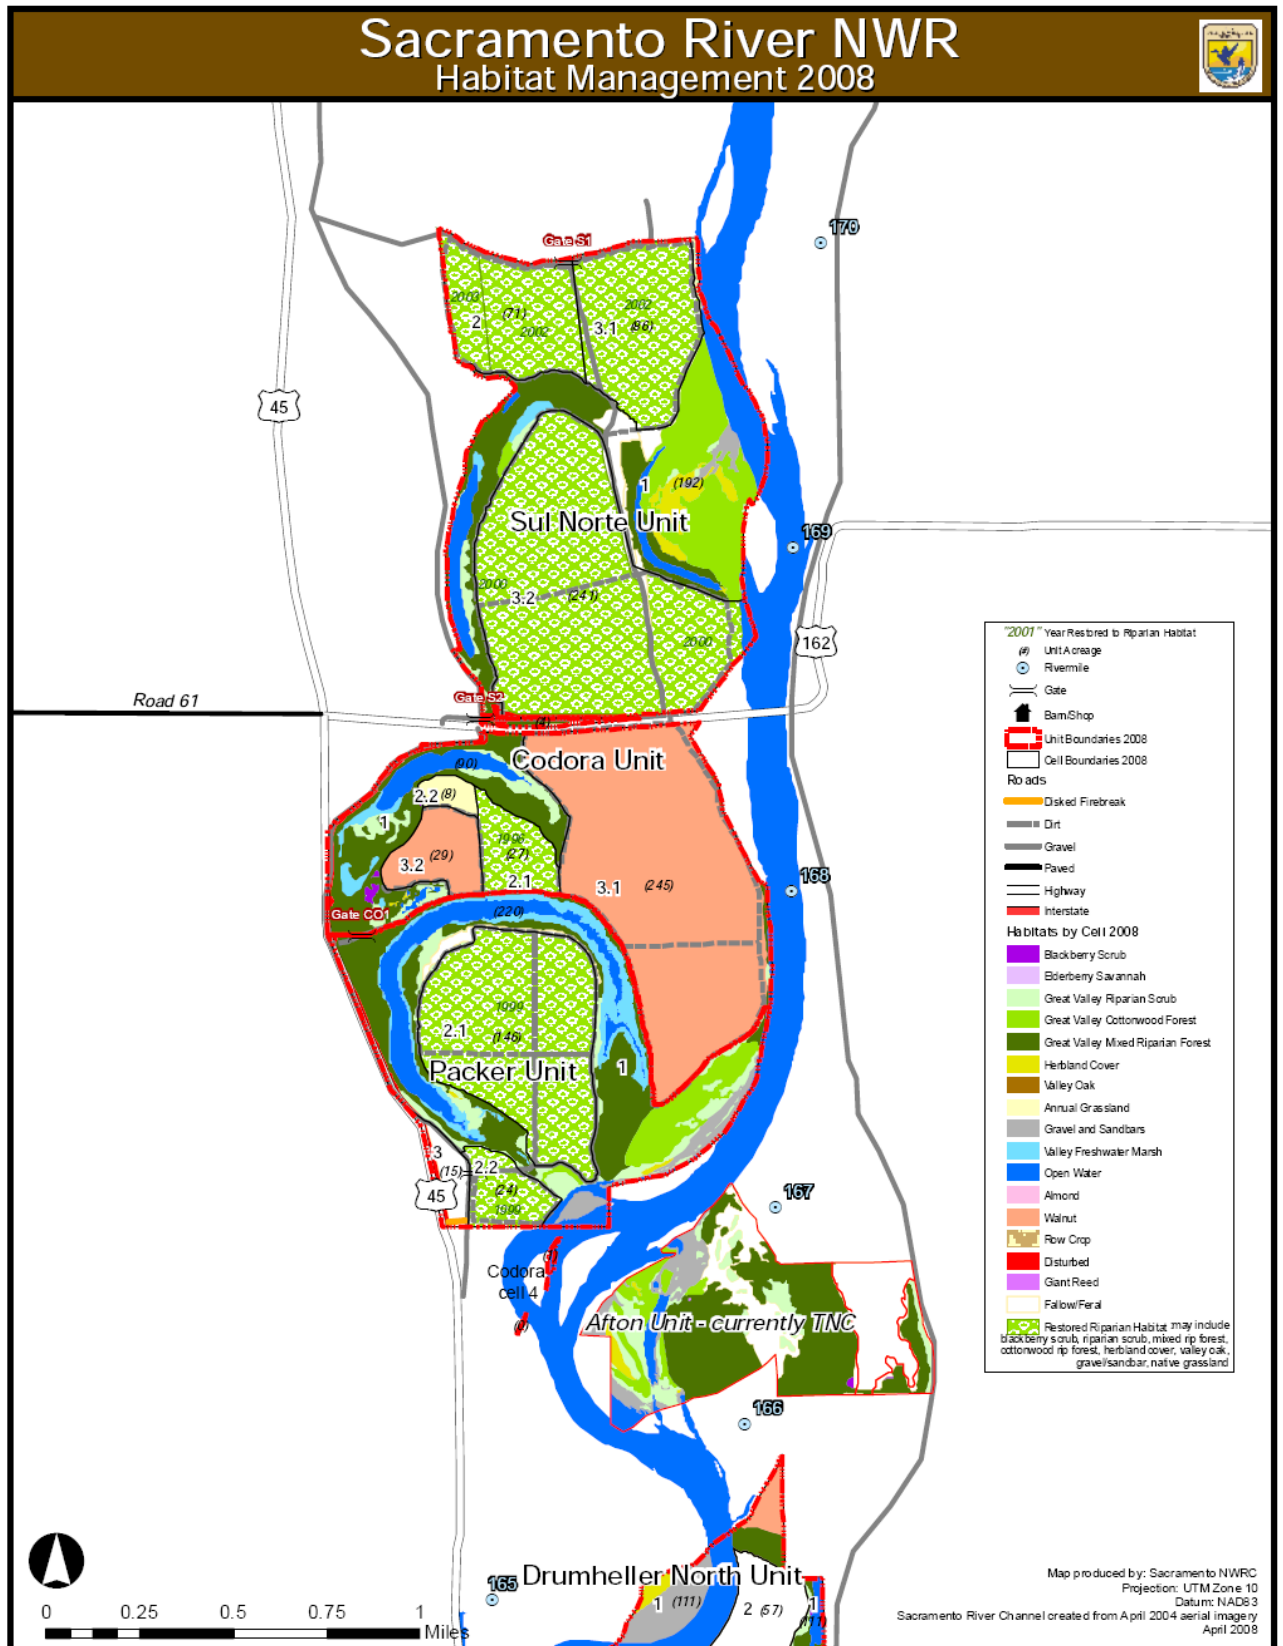 Sacramento River NWR
Habitat Management 2008
170
Gate S1
2003
2
(71)
2002
2002
3.1
(86)
45
1
(192)
Sul Norte Unit
169
2000
3.2
(241)
2000
162
Gate S2
Road 61
(4)
Codora Unit
(90)
2.2 (8)
1
1996
(27)
3.2
(29)
2.1
3.1
(245)
168
Gate CO1
(220)
1999
2.1
(146)
Packer Unit
1
3
(15)
2.2
(24)
1999
45
167
Codora
cell 4
Afton Unit - currently TNC
166
Drumheller North Unit
165
1
(111)
2 (57)
1
"2001" Year Restored to Riparian Habitat
(#) Unit Acreage
Rivermile
Gate
Barn/Shop
Unit Boundaries 2008
Cell Boundaries 2008
Roads
Disked Firebreak
Dirt
Gravel
Paved
Highway
Interstate
Habitats by Cell 2008
Blackberry Scrub
Elderberry Savannah
Great Valley Riparian Scrub
Great Valley Cottonwood Forest
Great Valley Mixed Riparian Forest
Herbland Cover
Valley Oak
Annual Grassland
Gravel and Sandbars
Valley Freshwater Marsh
Open Water
Almond
Walnut
Row Crop
Disturbed
Giant Reed
Fallow/Feral
Restored Riparian Habitat may include
blackberry scrub, riparian scrub, mixed rip forest,
cottonwood rip forest, herbland cover, valley oak,
gravel/sandbar, native grassland
0 0.25 0.5 0.75 1
Miles
Map produced by: Sacramento NWRC
Projection: UTM Zone 10
Datum: NAD83
Sacramento River Channel created from April 2004 aerial imagery
April 2008